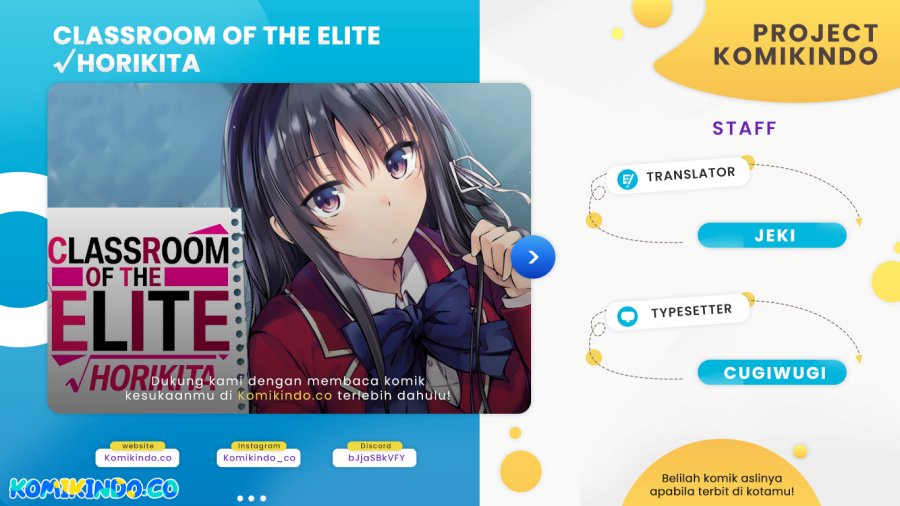 CLASSROOM OF THE ELITE
√HORIKITA
CLASSROOM
OF THE
ELITE
√HORIKITA
Dukung kami dengan membaca komik
kesukaanmu di Komikindo.co terlebih dahulu!
website
Komikindo.co
Instagram
Komikindo_co
Discord
bJjaSBkVFY
KOMIKINDO.CO
PROJECT
KOMIKINDO
STAFF
TRANSLATOR
JEKI
TYPESETTER
CUGIWUGI
Belilah komik aslinya
apabila terbit di kotamu!